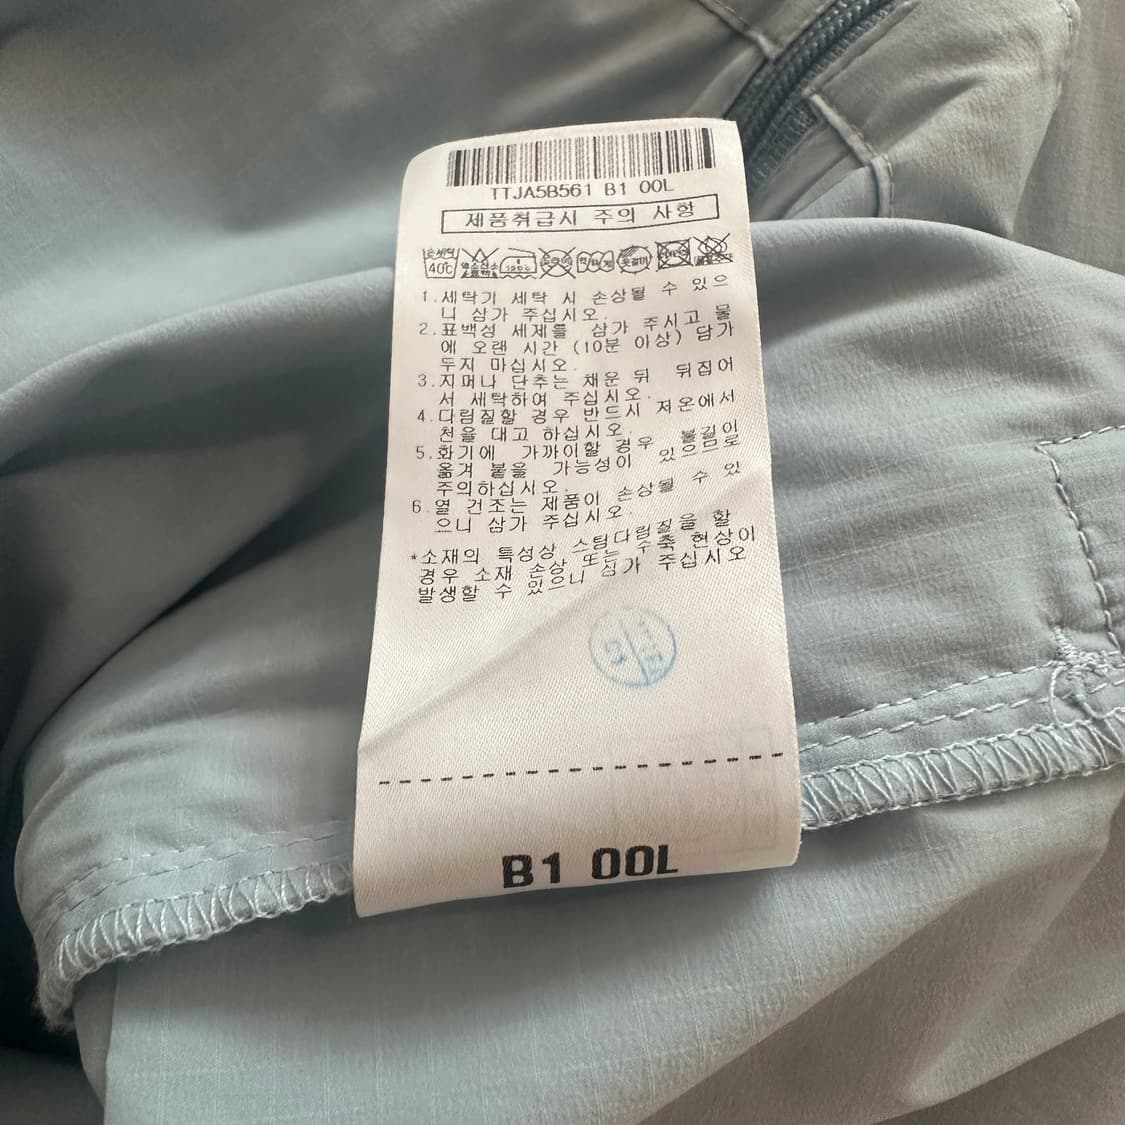 TTJA5B561 B1 00L
제품취급시 주의 사항
손세탁 40℃ 120℃
1.세탁기 세탁 시 손상될 수 있으
니 삼가 주십시오.
2.표백성 세제를 삼가 주시고 물
에 오랜 시간 (10분 이상) 담가
두지 마십시오.
3.지퍼나 단추는 채운 뒤 뒤집어
서 세탁하여 주십시오.
4.다림질할 경우 반드시 저온에서
천을 대고 하십시오.
5.화기에 가까이할 경우 불길이
옮겨 붙을 가능성이 있으므로
주의하십시오.
6.열 건조는 제품이 손상될 수 있
으니 삼가 주십시오.
*소재의 특성상 스팀다림질을 할
경우 소재 손상 또는 수축 현상이
발생할 수 있으니 삼가 주십시오
B1 00L